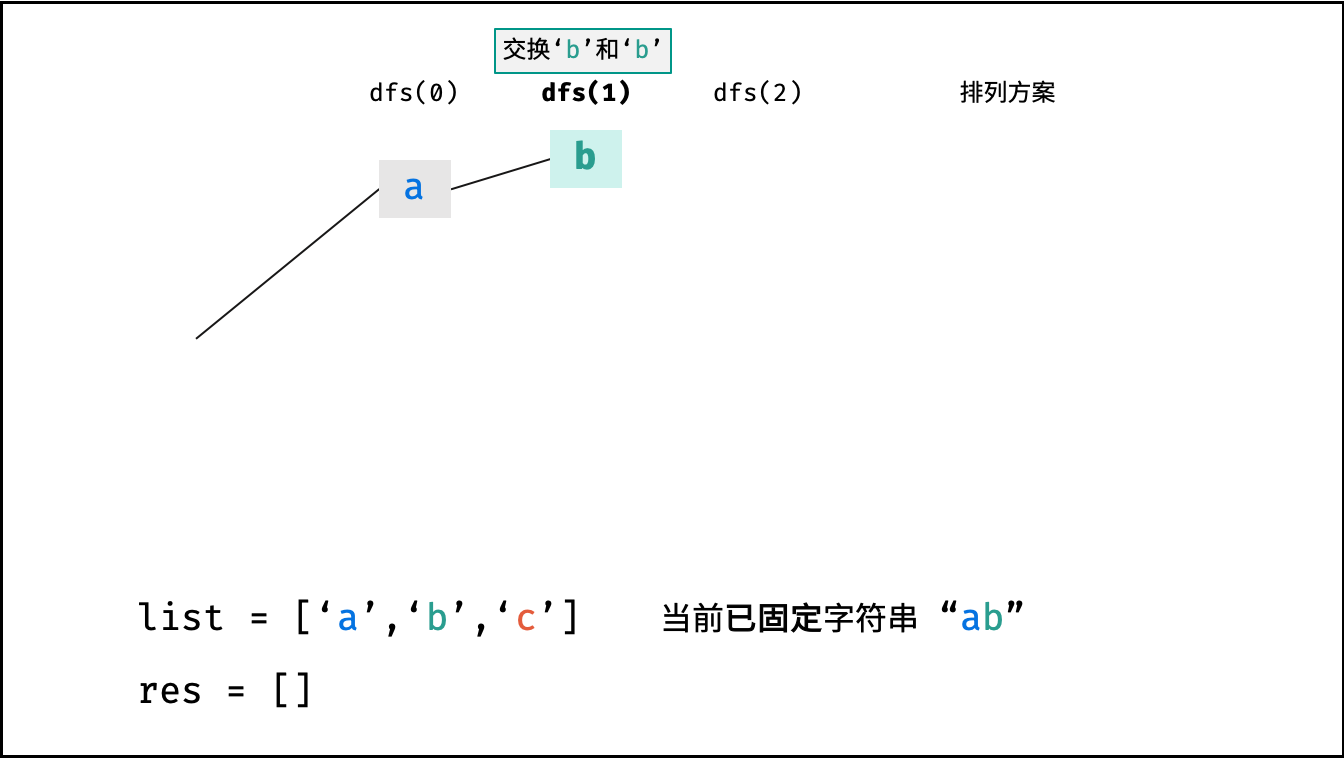 交换‘b’和‘b’
dfs(0) dfs(1) dfs(2) 排列方案
b
a
list = [‘a’,‘b’,‘c’] 当前已固定字符串 “ab”
res = []